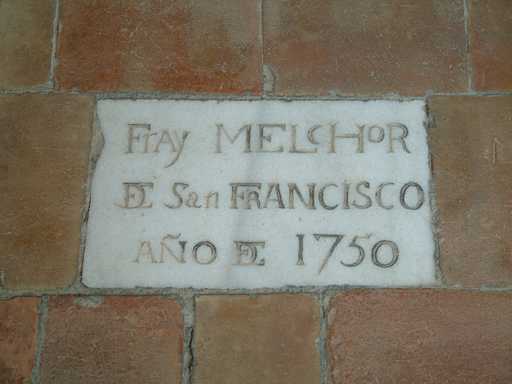 Fray MELCHOR
DE San FRANCISCO
AÑO DE 1750